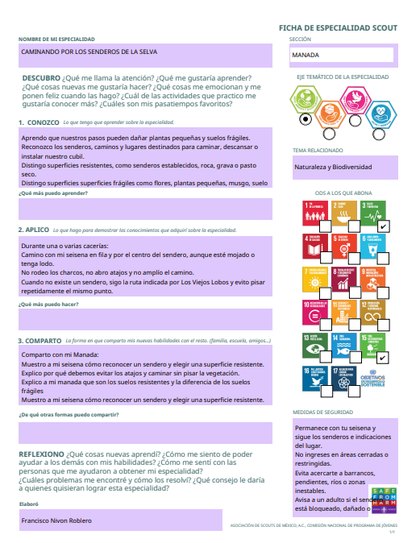 FICHA DE ESPECIALIDAD SCOUT
NOMBRE DE MI ESPECIALIDAD
CAMINANDO POR LOS SENDEROS DE LA SELVA
SECCIÓN
MANADA
DESCUBRO ¿Qué me llama la atención? ¿Qué me gustaría aprender?
¿Qué cosas nuevas me gustaría hacer? ¿Qué cosas me emocionan y me
ponen feliz cuando las hago? ¿Cuál de las actividades que practico me
gustaría conocer más? ¿Cuáles son mis pasatiempos favoritos?
EJE TEMÁTICO DE LA ESPECIALIDAD
1. CONOZCO Lo que tengo que aprender sobre la especialidad.
Aprendo que nuestros pasos pueden dañar plantas pequeñas y suelos frágiles.
Reconozco los senderos, caminos y lugares destinados para caminar, descansar o
instalar nuestro cubil.
Distingo superficies resistentes, como senderos establecidos, roca, grava o pasto
seco.
Distingo superficies superficies frágiles como flores, plantas pequeñas, musgo, suelo
¿Qué más puedo aprender?
TEMA RELACIONADO
Naturaleza y Biodiversidad
ODS A LOS QUE ABONA
2. APLICO Lo que hago para demostrar los conocimientos que adquirí sobre la especialidad.
Durante una o varias cacerías:
Camino con mi seisena en fila y por el centro del sendero, aunque esté mojado o
tenga lodo.
No rodeo los charcos, no abro atajos y no amplío el camino.
Cuando no existe un sendero, sigo la ruta indicada por Los Viejos Lobos y evito pisar
repetidamente el mismo punto.
¿Qué más puedo hacer?
3. COMPARTO La forma en que comparto mis nuevas habilidades con el resto. (familia, escuela, amigos...)
Comparto con mi Manada:
Muestro a mi seisena cómo reconocer un sendero y elegir una superficie resistente.
Explico por qué debemos evitar los atajos y caminar sin pisar la vegetación.
Explico a mi manada que son los suelos resistentes y la diferencia de los suelos
frágiles
Muestro a mi seisena cómo reconocer un sendero y elegir una superficie resistente.
¿De qué otras formas puedo compartir?
MEDIDAS DE SEGURIDAD
Permanece con tu seisena y
sigue los senderos e indicaciones
del lugar.
No ingreses en áreas cerradas o
restringidas.
Evita acercarte a barrancos,
pendientes, ríos o zonas
inestables.
Avisa a un adulto si el
está bloqueado, dañado o
SAFE
FROM
HARM
REFLEXIONO ¿Qué cosas nuevas aprendí? ¿Cómo me siento de poder
ayudar a los demás con mis habilidades? ¿Cómo me sentí con las
personas que me ayudaron a obtener mi especialidad?
¿Cuáles problemas me encontré y cómo los resolví? ¿Qué consejo le daría
a quienes quisieran lograr esta especialidad?
Elaboró
Francisco Nivon Roblero
ASOCIACIÓN DE SCOUTS DE MÉXICO, A.C., COMISIÓN NACIONAL DE PROGRAMA DE JÓVENES